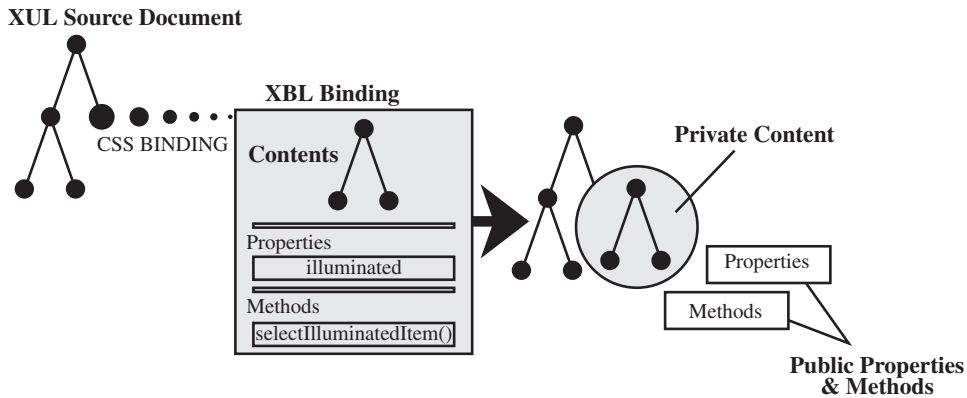 XUL Source Document
CSS BINDING
XBL Binding
Contents
Properties
illuminated
Methods
selectIlluminatedItem()
Private Content
Properties
Methods
Public Properties
& Methods